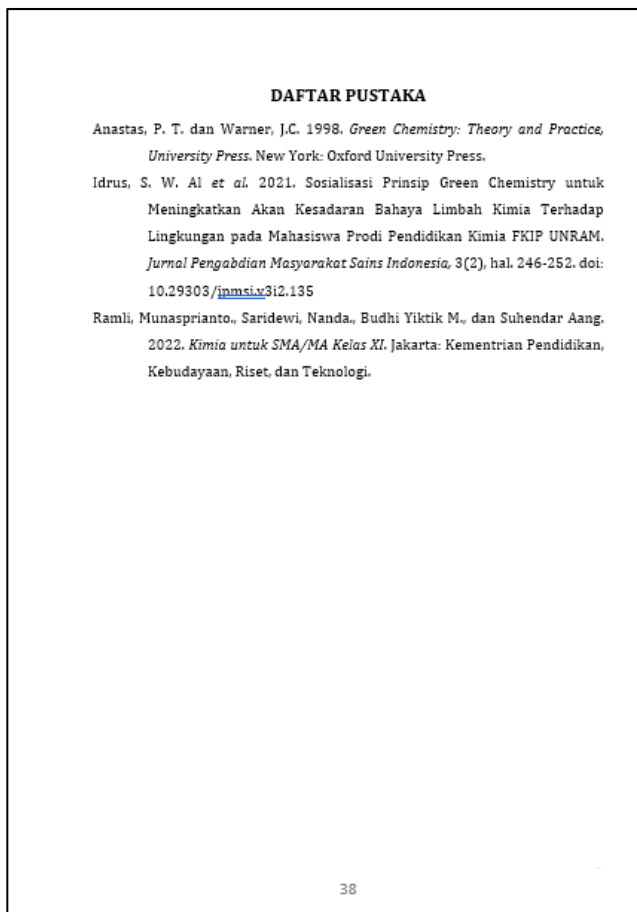 DAFTAR PUSTAKA
Anastas, P. T. dan Warner, J.C. 1998. Green Chemistry: Theory and Practice,
University Press. New York: Oxford University Press.
Idrus, S. W. Al et al. 2021. Sosialisasi Prinsip Green Chemistry untuk
Meningkatkan Akan Kesadaran Bahaya Limbah Kimia Terhadap
Lingkungan pada Mahasiswa Prodi Pendidikan Kimia FKIP UNRAM.
Jurnal Pengabdian Masyarakat Sains Indonesia, 3(2), hal. 246-252. doi:
10.29303/jpmsi.v3i2.135
Ramli, Munasprianto., Saridewi, Nanda., Budhi Yiktik M., dan Suhendar Aang.
2022. Kimia untuk SMA/MA Kelas XI. Jakarta: Kementrian Pendidikan,
Kebudayaan, Riset, dan Teknologi.
38